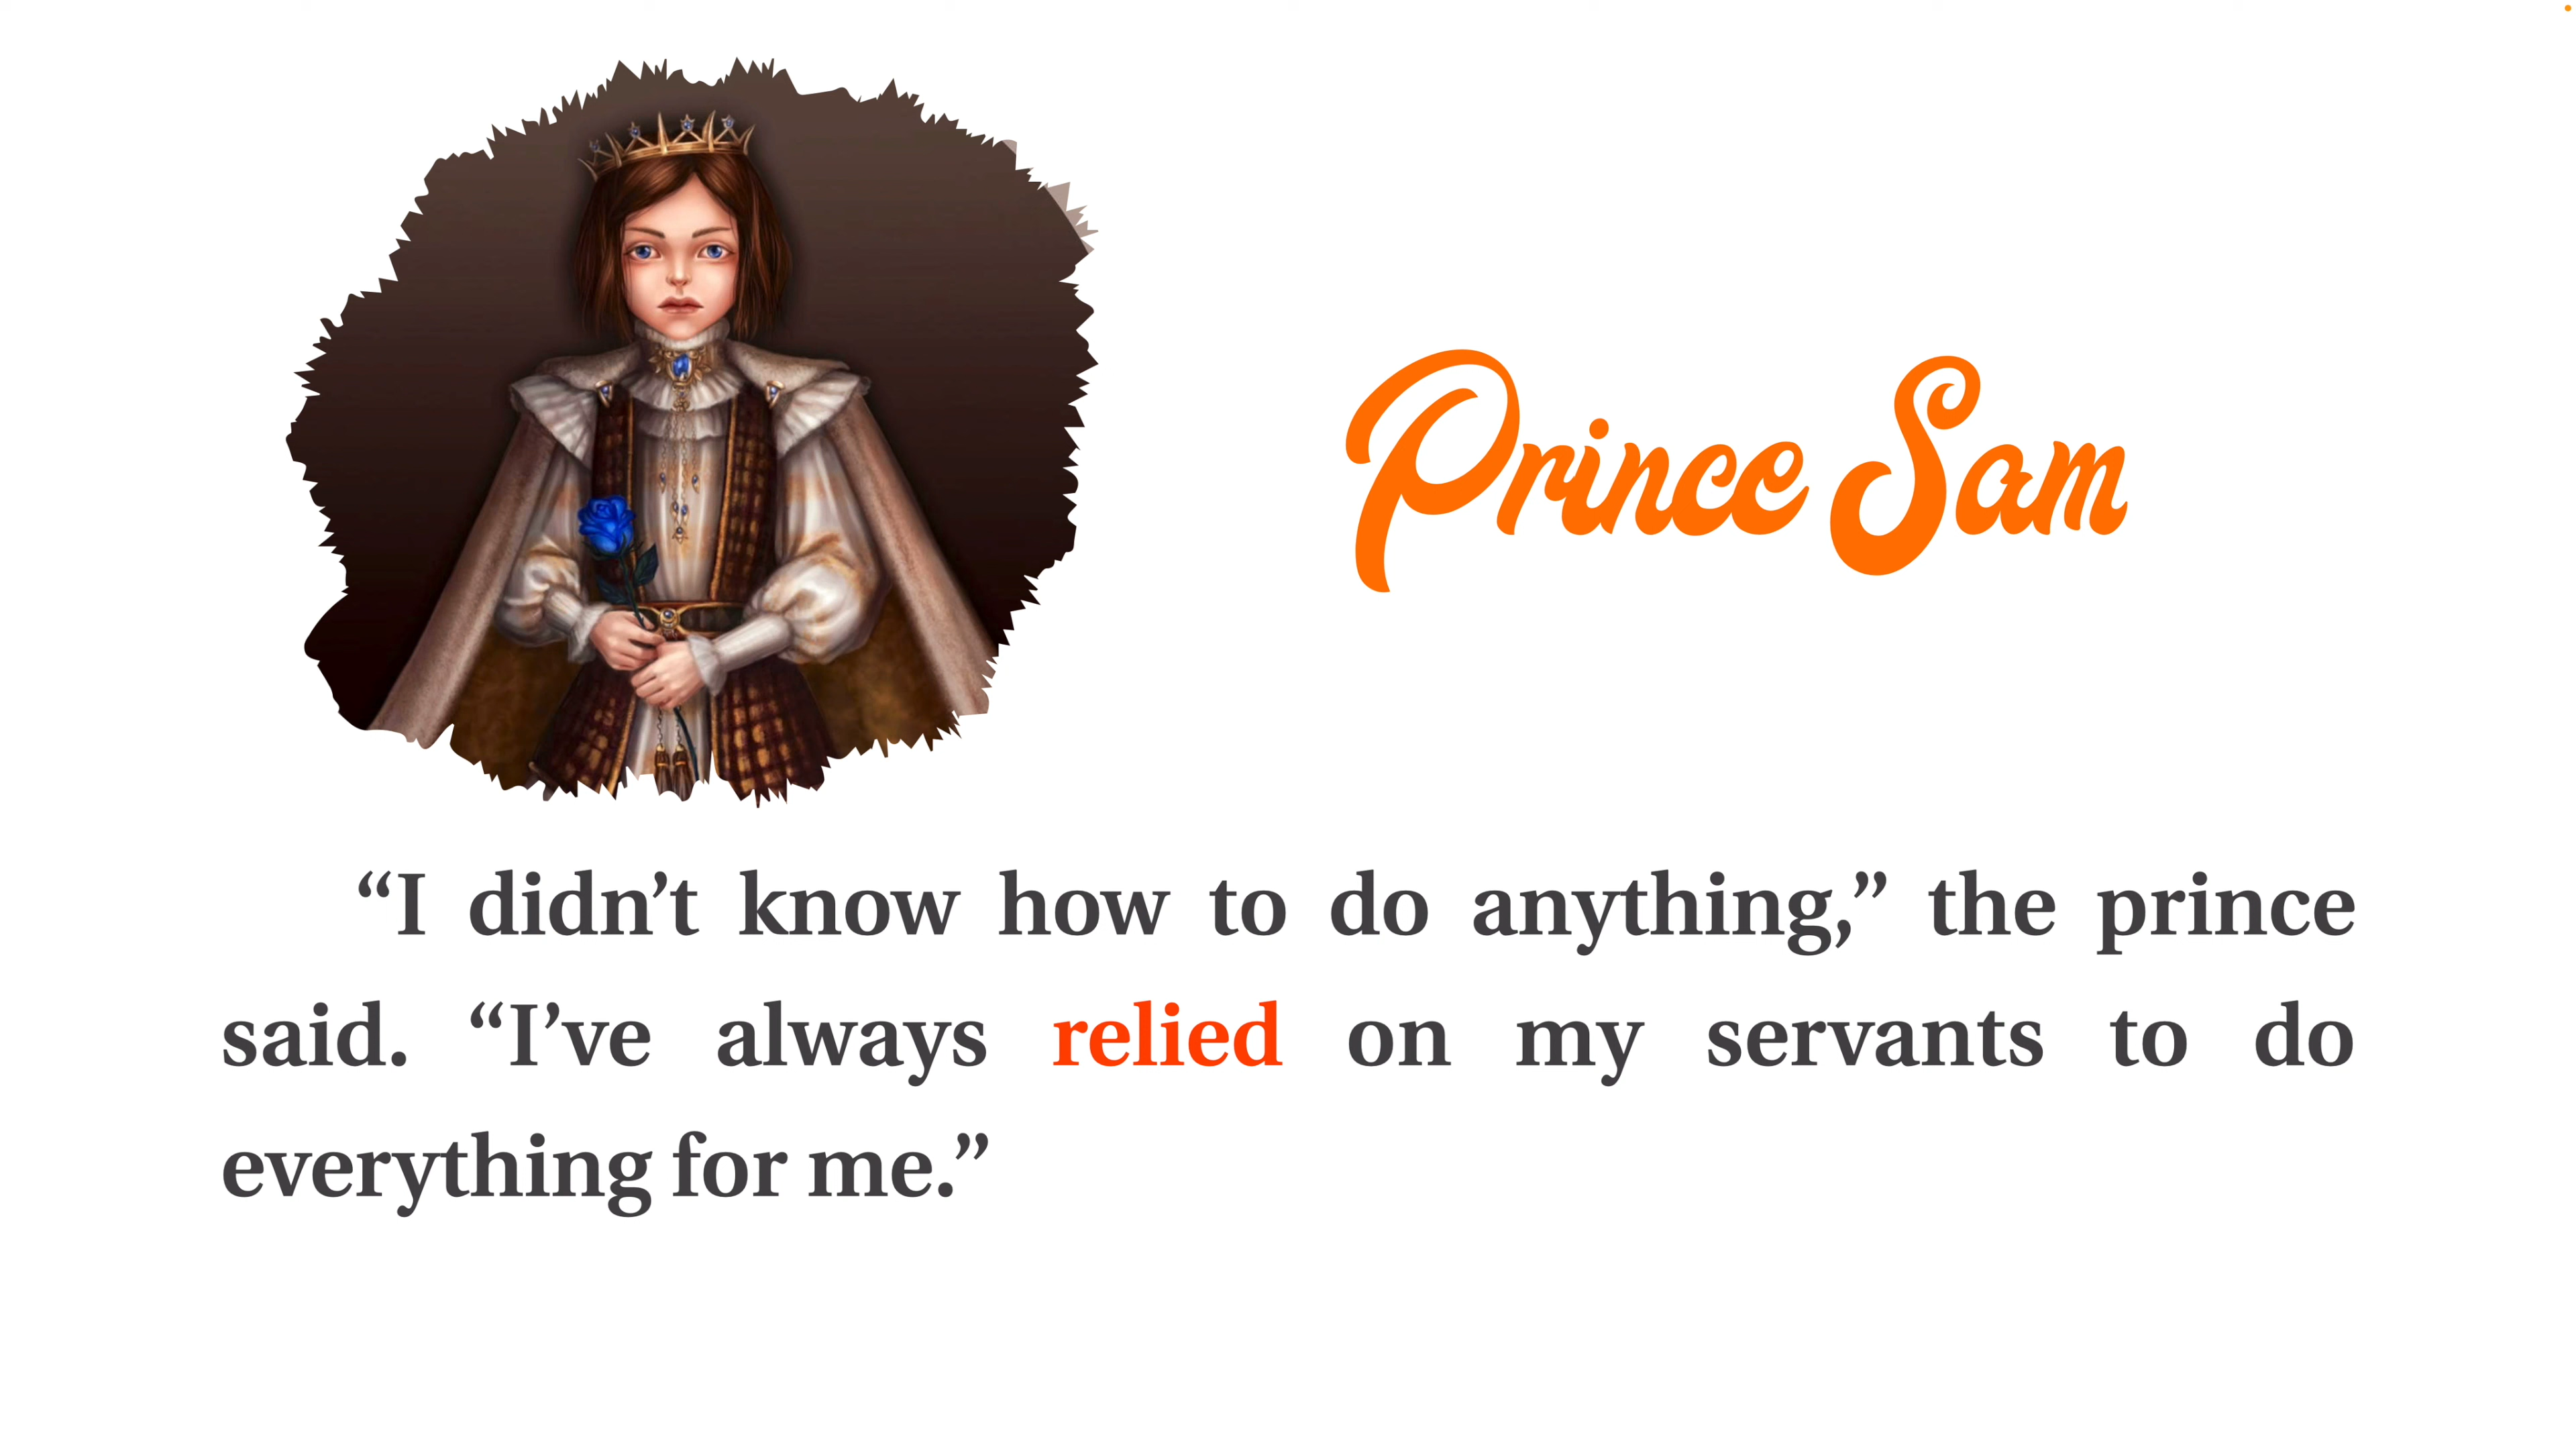 Prince Sam
“I didn’t know how to do anything,” the prince
said. “I’ve always relied on my servants to do
everything for me.”